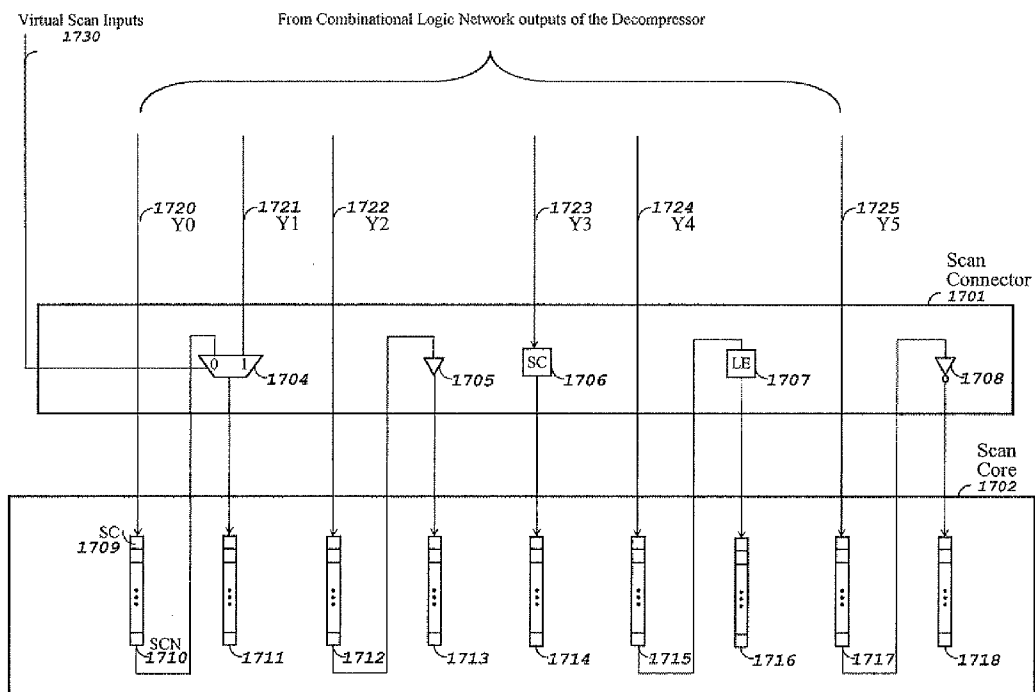 Virtual Scan Inputs
1730
From Combinational Logic Network outputs of the Decompressor
1720
Y0
1721
Y1
1722
Y2
1723
Y3
1724
Y4
1725
Y5
Scan
Connector
1701
0 1
1704
1705
SC
1706
LE
1707
1708
Scan
Core
1702
SC
1709
SCN
1710
1711
1712
1713
1714
1715
1716
1717
1718